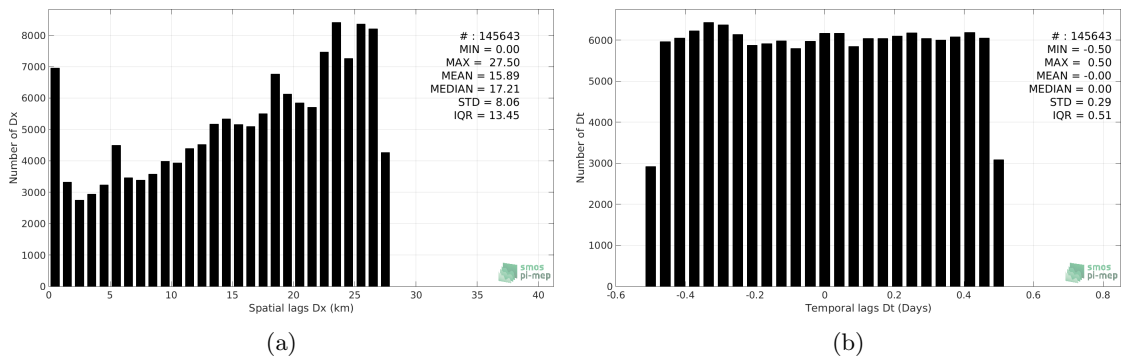 8000
7000
6000
5000
4000
3000
2000
1000
0
Number of Dx
# : 145643
MIN = 0.00
MAX = 27.50
MEAN = 15.89
MEDIAN = 17.21
STD = 8.06
IQR = 13.45
smos
pi-mep
0 5 10 15 20 25 30 35 40
Spatial lags Dx (km)
(a)
6000
5000
4000
3000
2000
1000
0
Number of Dt
# : 145643
MIN = -0.50
MAX = 0.50
MEAN = -0.00
MEDIAN = 0.00
STD = 0.29
IQR = 0.51
smos
pi-mep
-0.6 -0.4 -0.2 0 0.2 0.4 0.6 0.8
Temporal lags Dt (Days)
(b)